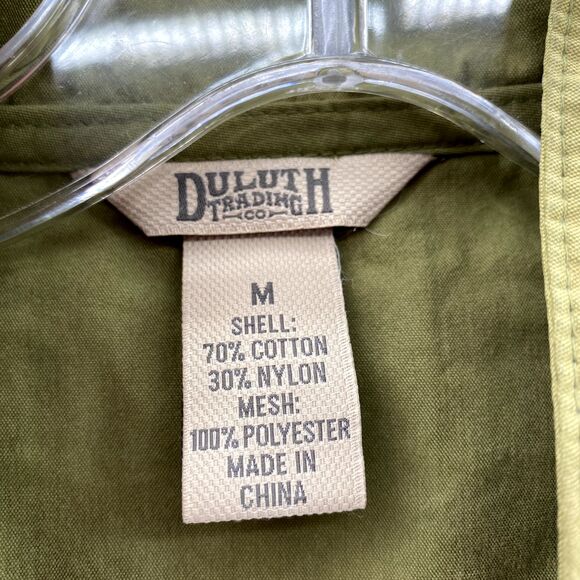 DULUTH
TRADING
CO
M
SHELL:
70% COTTON
30% NYLON
MESH:
100% POLYESTER
MADE IN
CHINA